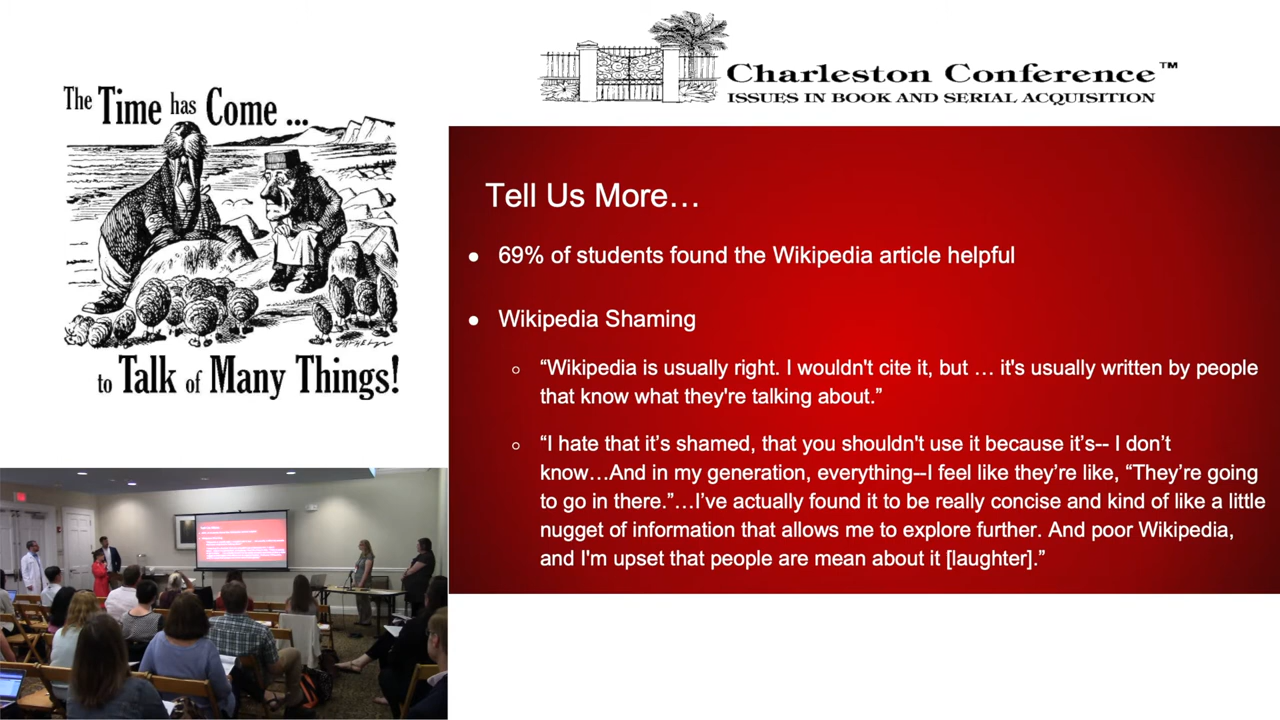 The Time has Come ...
to Talk of Many Things!
Charleston Conference™
ISSUES IN BOOK AND SERIAL ACQUISITION
Tell Us More…
● 69% of students found the Wikipedia article helpful
● Wikipedia Shaming
○ “Wikipedia is usually right. I wouldn't cite it, but … it's usually written by people
that know what they're talking about.”
○ “I hate that it’s shamed, that you shouldn't use it because it’s-- I don’t
know…And in my generation, everything--I feel like they’re like, “They’re going
to go in there.”…I’ve actually found it to be really concise and kind of like a little
nugget of information that allows me to explore further. And poor Wikipedia,
and I'm upset that people are mean about it [laughter].”